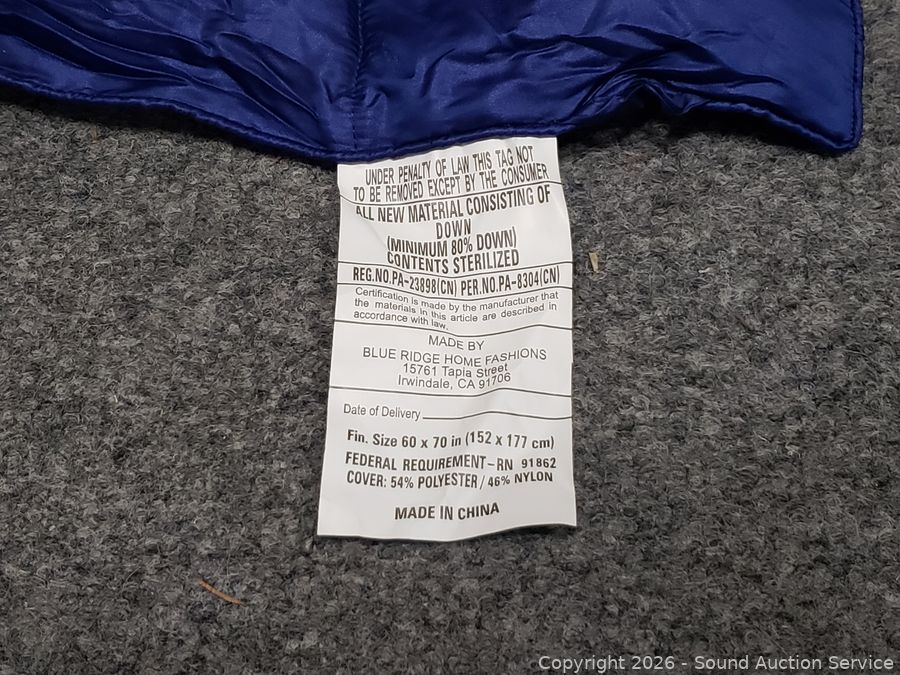 UNDER PENALTY OF LAW THIS TAG NOT
TO BE REMOVED EXCEPT BY THE CONSUMER
ALL NEW MATERIAL CONSISTING OF
DOWN
(MINIMUM 80% DOWN)
CONTENTS STERILIZED
REG.NO.PA-23898(CN) PER.NO.PA-8304(CN)
Certification is made by the manufacturer that
the materials in this article are described in
accordance with law.
MADE BY
BLUE RIDGE HOME FASHIONS
15761 Tapia Street
Irwindale, CA 91706
Date of Delivery
Fin. Size 60 x 70 in (152 x 177 cm)
FEDERAL REQUIREMENT-RN 91862
COVER: 54% POLYESTER / 46% NYLON
MADE IN CHINA
Copyright 2026 - Sound Auction Service